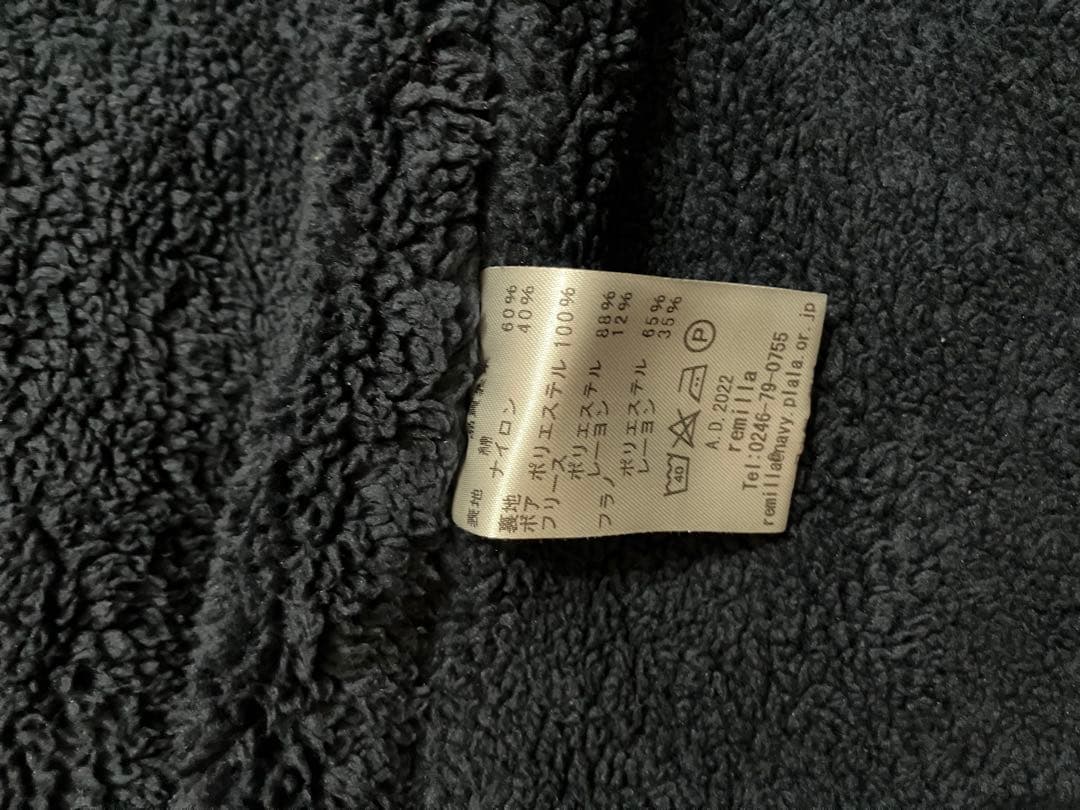 表地 綿 60%
ナイロン 40%
裏地
ボア ポリエステル 100%
フリース
ポリエステル 88%
レーヨン 12%
フラノ ポリエステル 65%
レーヨン 35%
40
P
A.D.2022
remilla
Tel:0246-79-0755
remilla@navy.plala.or.jp